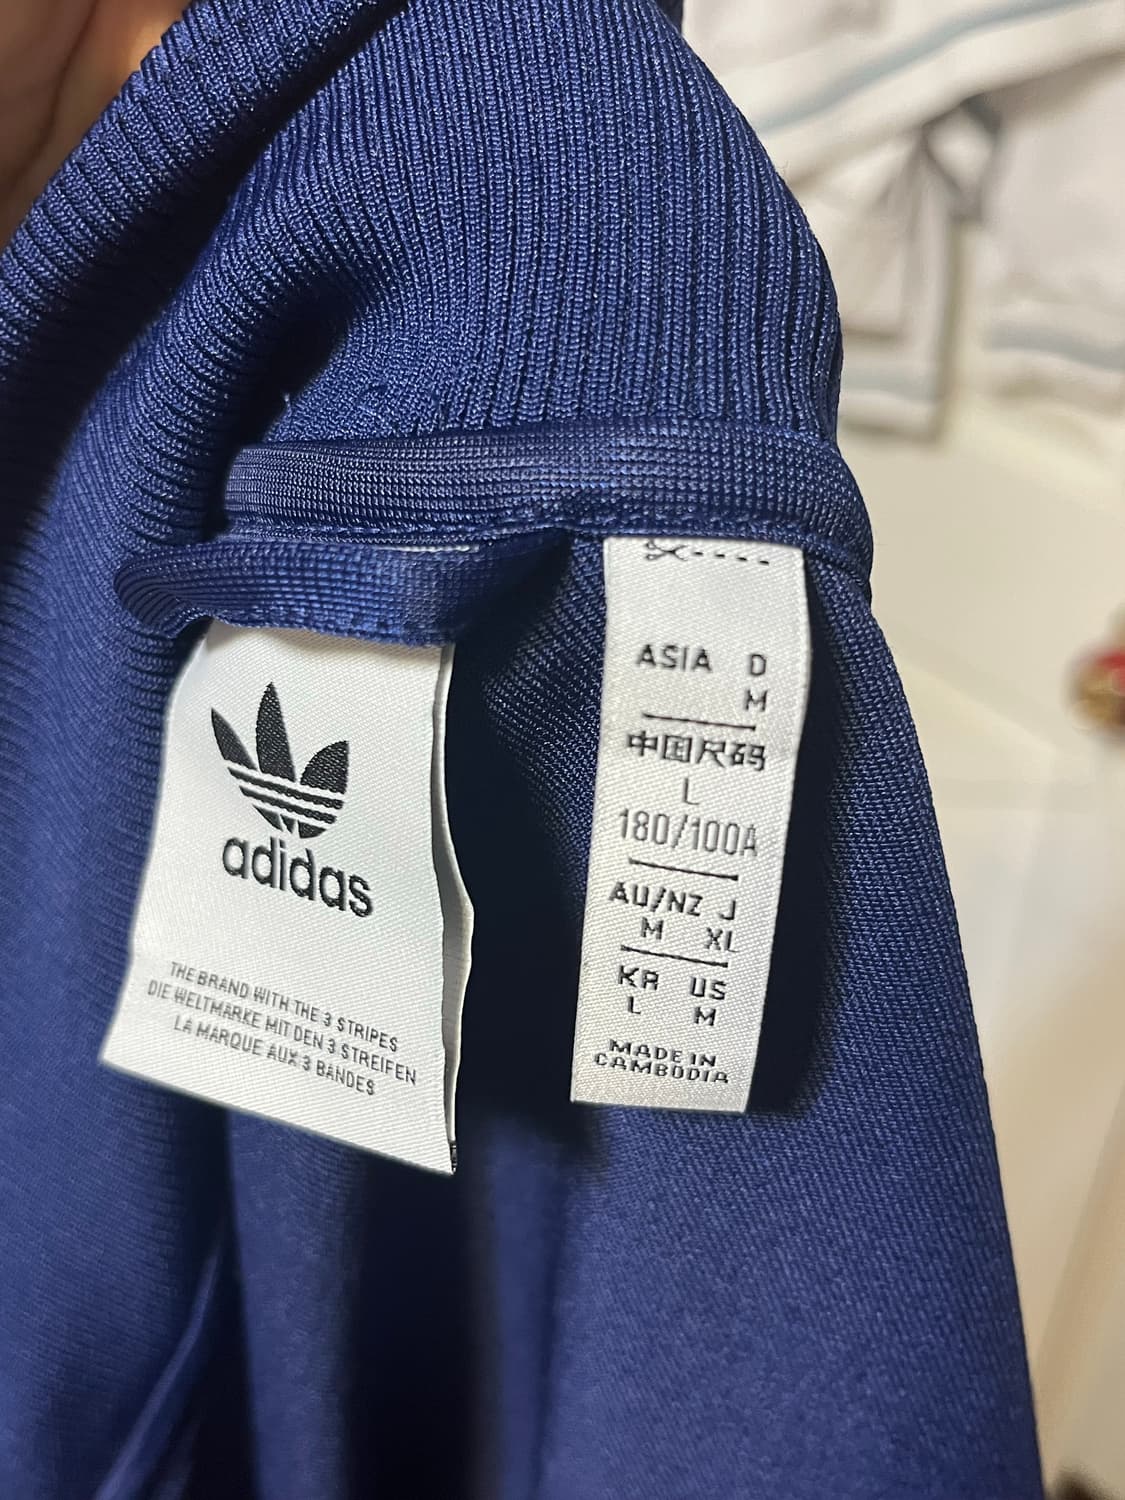 adidas
THE BRAND WITH THE 3 STRIPES
DIE WELTMARKE MIT DEN 3 STREIFEN
LA MARQUE AUX 3 BANDES
ASIA D
M
中国尺码
L
180/100A
AU/NZ J
M XL
KR US
L M
MADE IN
CAMBODIA